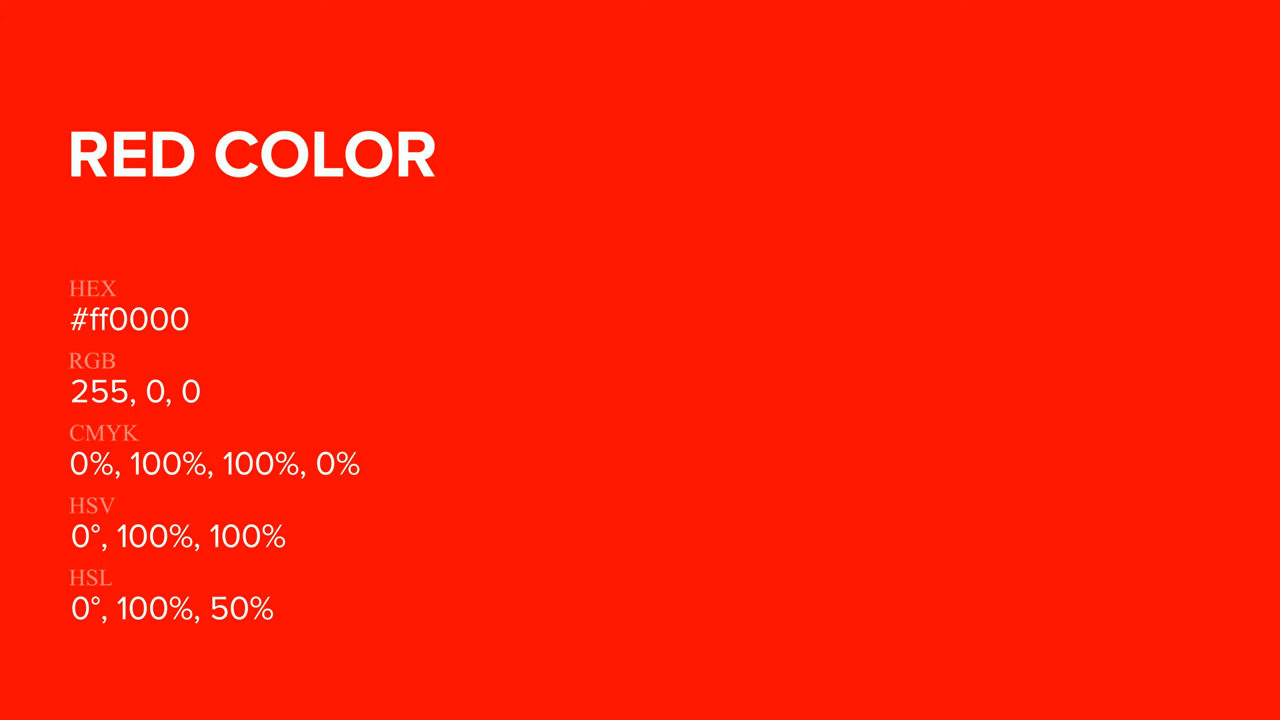 RED COLOR
HEX
#ff0000
RGB
255, 0, 0
CMYK
0%, 100%, 100%, 0%
HSV
0°, 100%, 100%
HSL
0°, 100%, 50%